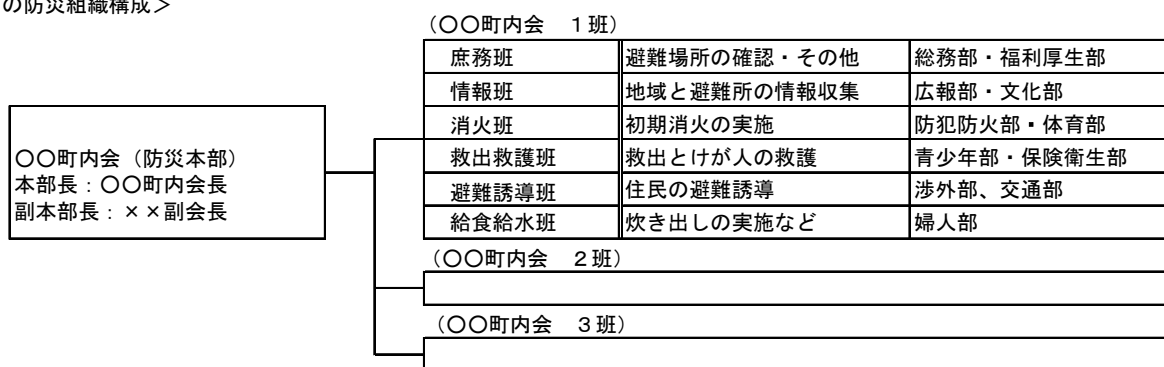 の防災組織構成＞
（〇〇町内会　１班）
庶務班　避難場所の確認・その他　総務部・福利厚生部
情報班　地域と避難所の情報収集　広報部・文化部
消火班　初期消火の実施　防犯防火部・体育部
救出救護班　救出とけが人の救護　青少年部・保険衛生部
避難誘導班　住民の避難誘導　渉外部、交通部
給食給水班　炊き出しの実施など　婦人部
〇〇町内会（防災本部）
本部長：〇〇町内会長
副本部長：××副会長
（〇〇町内会　２班）
（〇〇町内会　３班）